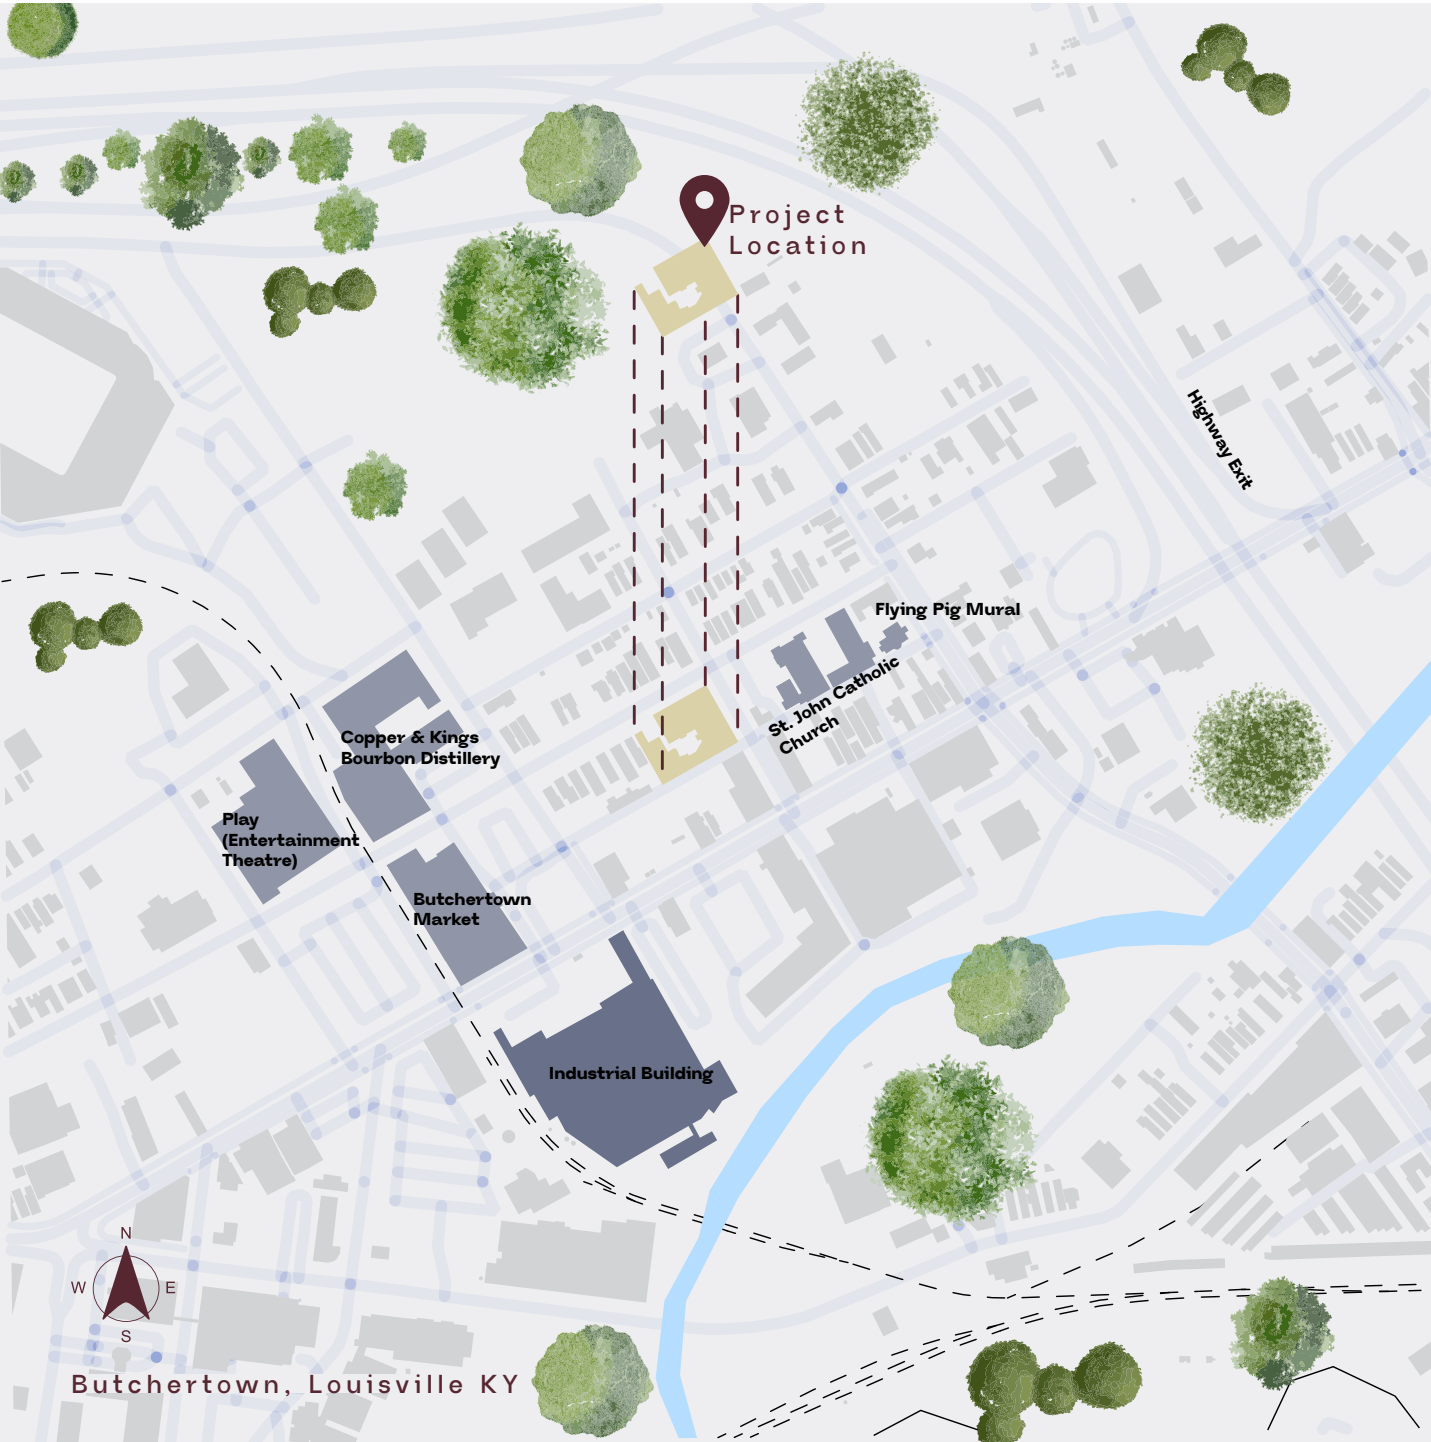 Project
Location
Highway Exit
Flying Pig Mural
St. John Catholic
Church
Copper & Kings
Bourbon Distillery
Play
(Entertainment
Theatre)
Butchertown
Market
Industrial Building
N
W
E
S
Butchertown, Louisville KY